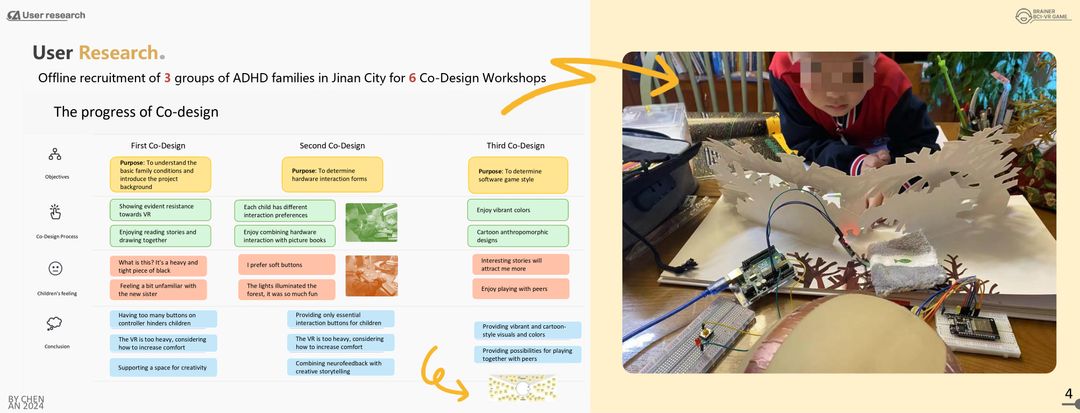 User research
BRAINER
BCI-VR GAME
User Research.
Offline recruitment of 3 groups of ADHD families in Jinan City for 6 Co-Design Workshops
The progress of Co-design
First Co-Design
Second Co-Design
Third Co-Design
Objectives
Purpose: To understand the
basic family conditions and
introduce the project
background
Purpose: To determine
hardware interaction forms
Purpose: To determine
software game style
Co-Design Process
Showing evident resistance
towards VR
Enjoying reading stories and
drawing together
Each child has different
interaction preferences
Enjoy combining hardware
interaction with picture books
Enjoy vibrant colors
Cartoon anthropomorphic
designs
Children's feeling
What is this? It's a heavy and
tight piece of black
Feeling a bit unfamiliar with
the new sister
I prefer soft buttons
The lights illuminated the
forest, it was so much fun
Interesting stories will
attract me more
Enjoy playing with peers
Conclusion
Having too many buttons on
controller hinders children
The VR is too heavy, considering
how to increase comfort
Supporting a space for creativity
Providing only essential
interaction buttons for children
The VR is too heavy, considering
how to increase comfort
Combining neurofeedback with
creative storytelling
Providing vibrant and cartoon-
style visuals and colors
Providing possibilities for playing
together with peers
BY CHEN
AN 2024
4